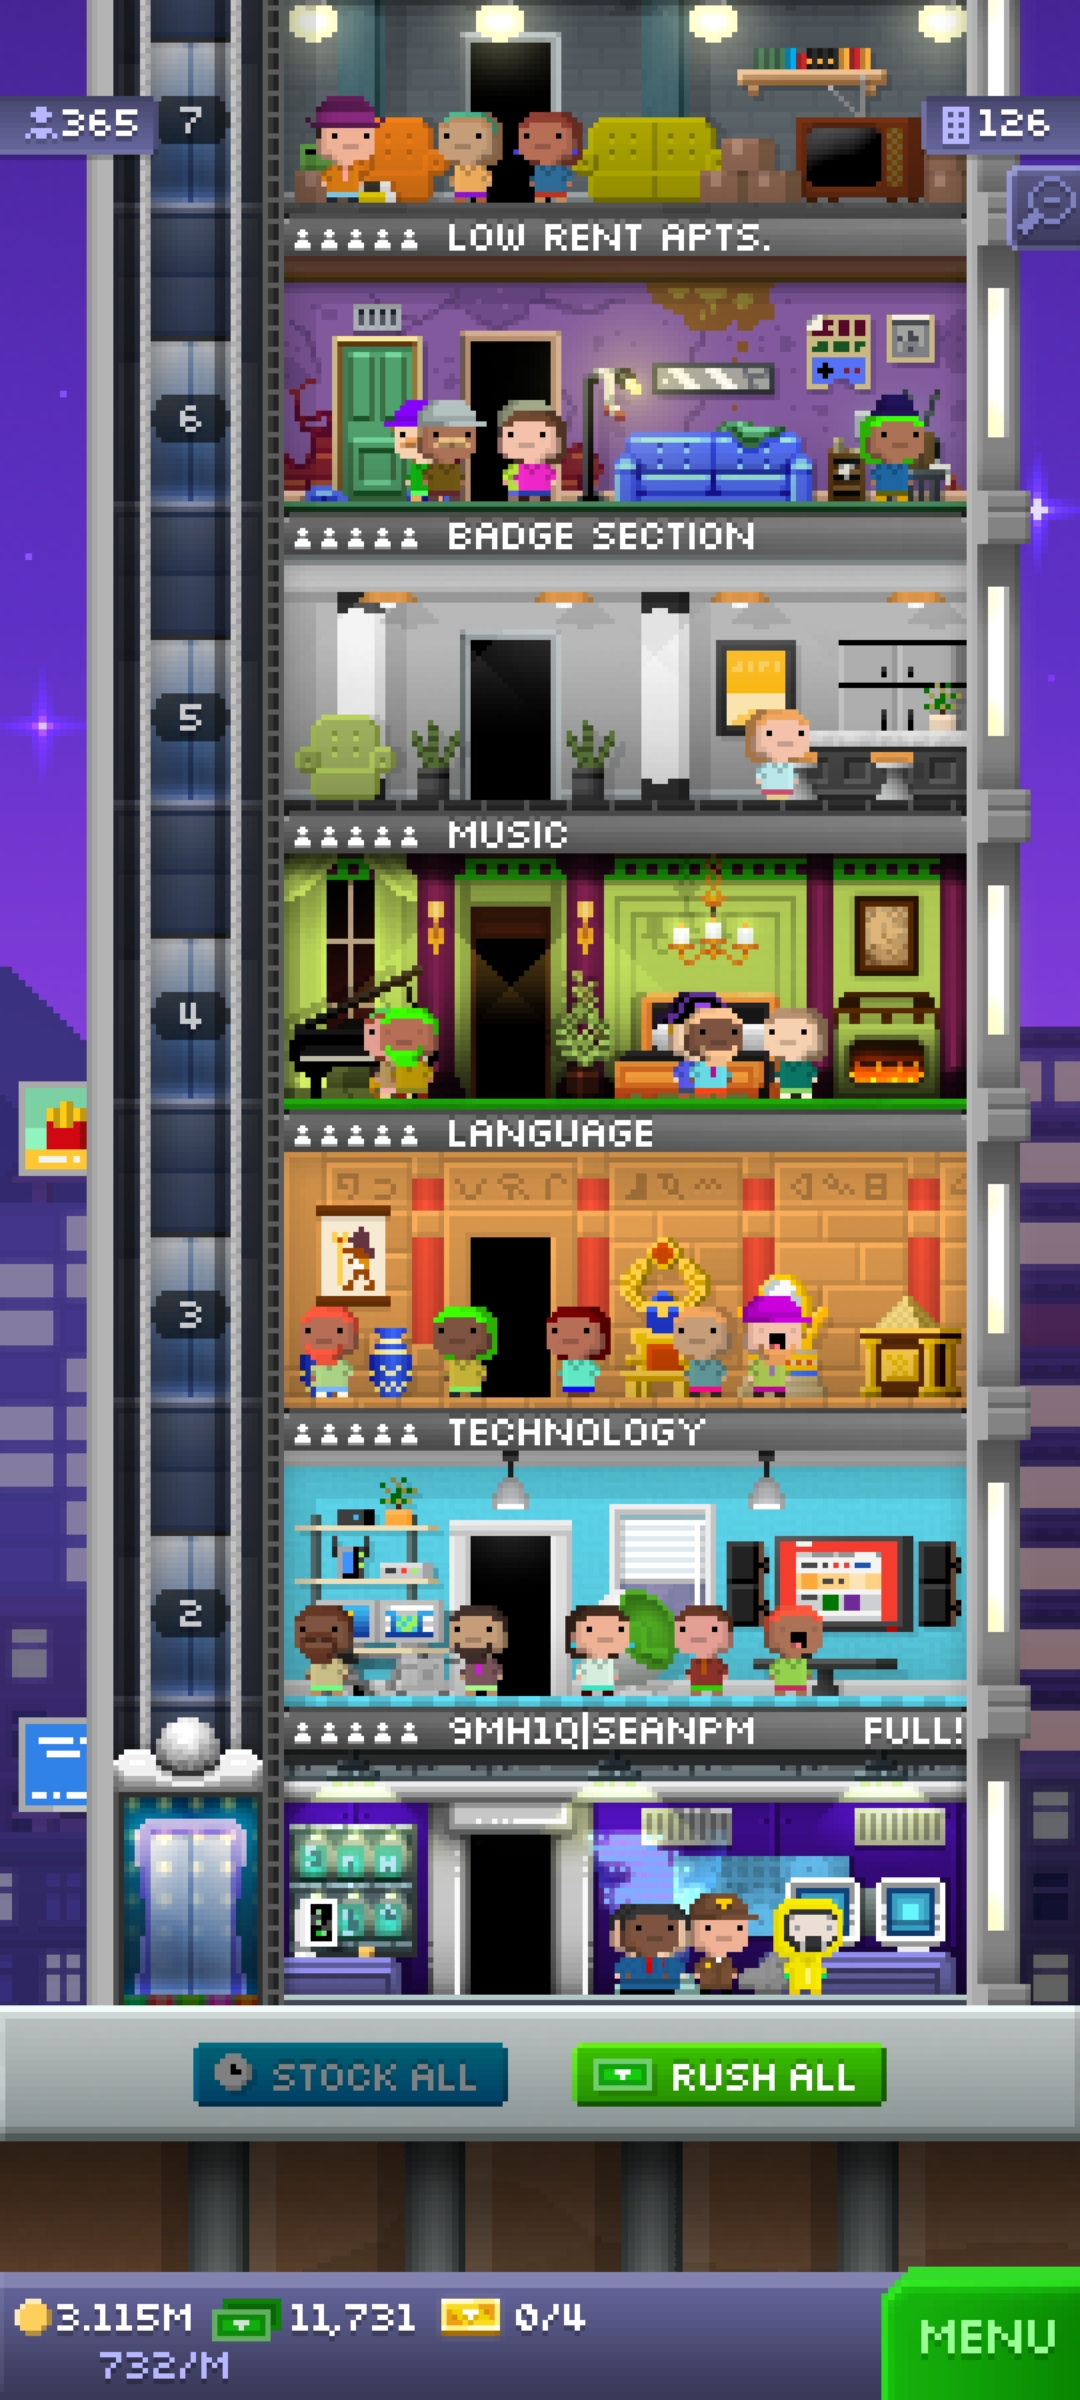 365
7
126
LOW RENT APTS.
6
BADGE SECTION
5
MUSIC
4
LANGUAGE
3
TECHNOLOGY
2
9MH1Q|SEANPM FULL!
STOCK ALL
RUSH ALL
3.115M 11,731 0/4
732/M
MENU